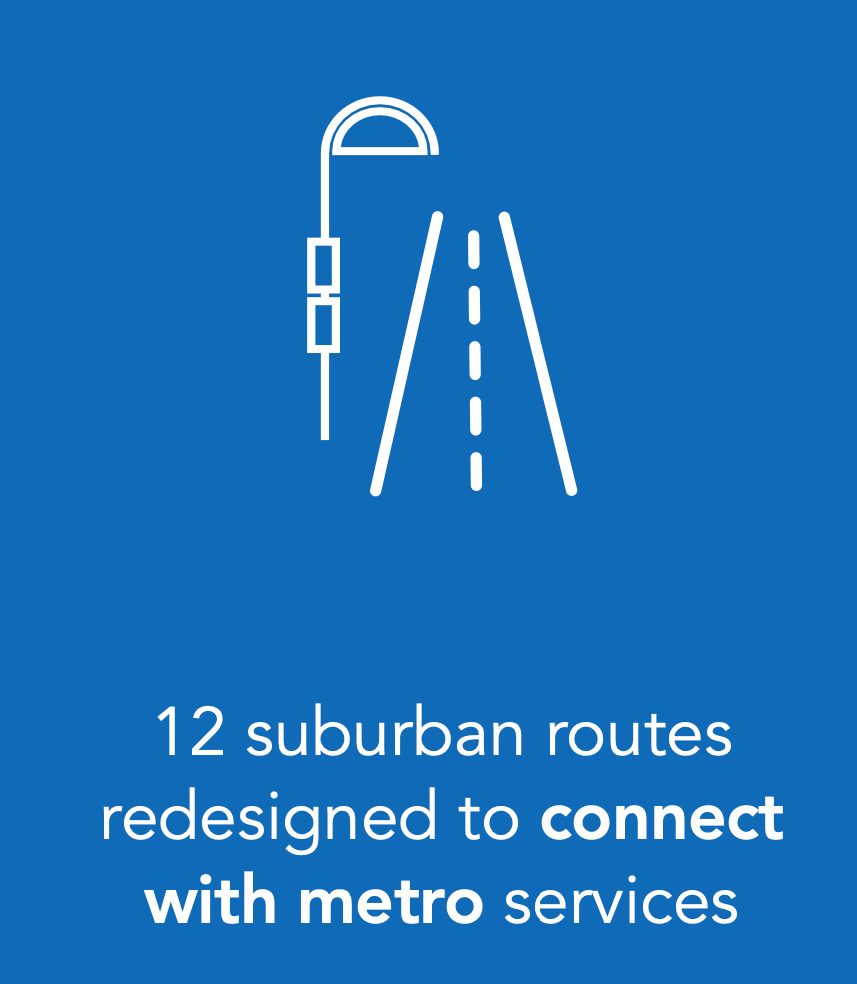 12 suburban routes
redesigned to connect
with metro services